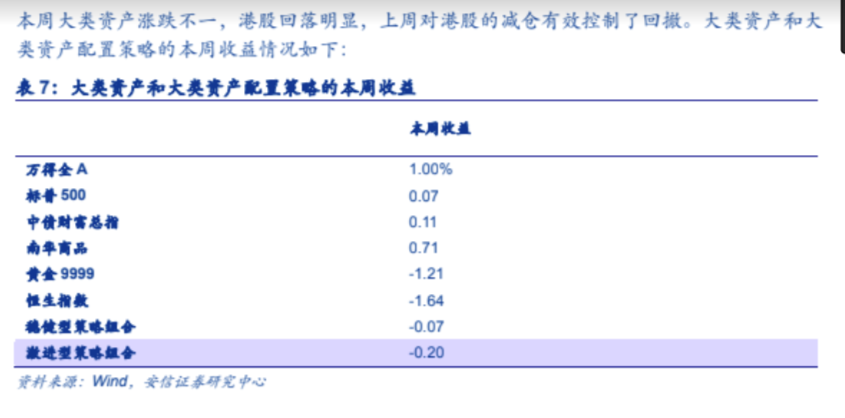 本周大类资产涨跌不一，港股回落明显，上周对港股的减仓有效控制了回撤。大类资产和大
类资产配置策略的本周收益情况如下：
表 7：大类资产和大类资产配置策略的本周收益
本周收益
万得全 A 1.00%
标普 500 0.07
中债财富总指 0.11
南华商品 0.71
黄金 9999 -1.21
恒生指数 -1.64
稳健型策略组合 -0.07
激进型策略组合 -0.20
资料来源：Wind，安信证券研究中心